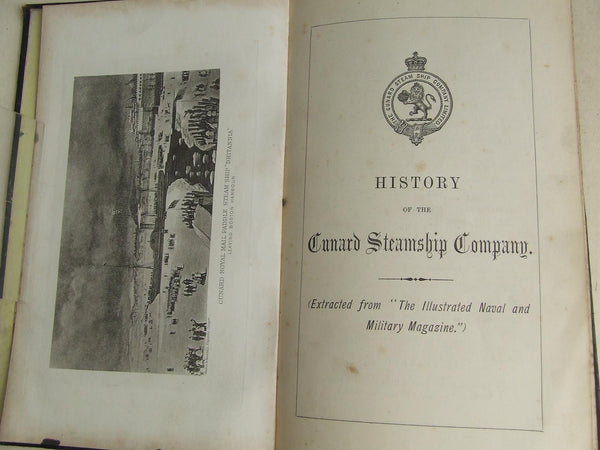 CUNARD ROYAL MAIL PADDLE STEAM SHIP "BRITANNIA"
LEAVING BOSTON HARBOUR
THE CUNARD STEAM SHIP COMPANY LIMITED
HISTORY
OF THE
Cunard Steamship Company.
(Extracted from "The Illustrated Naval and
Military Magazine.")